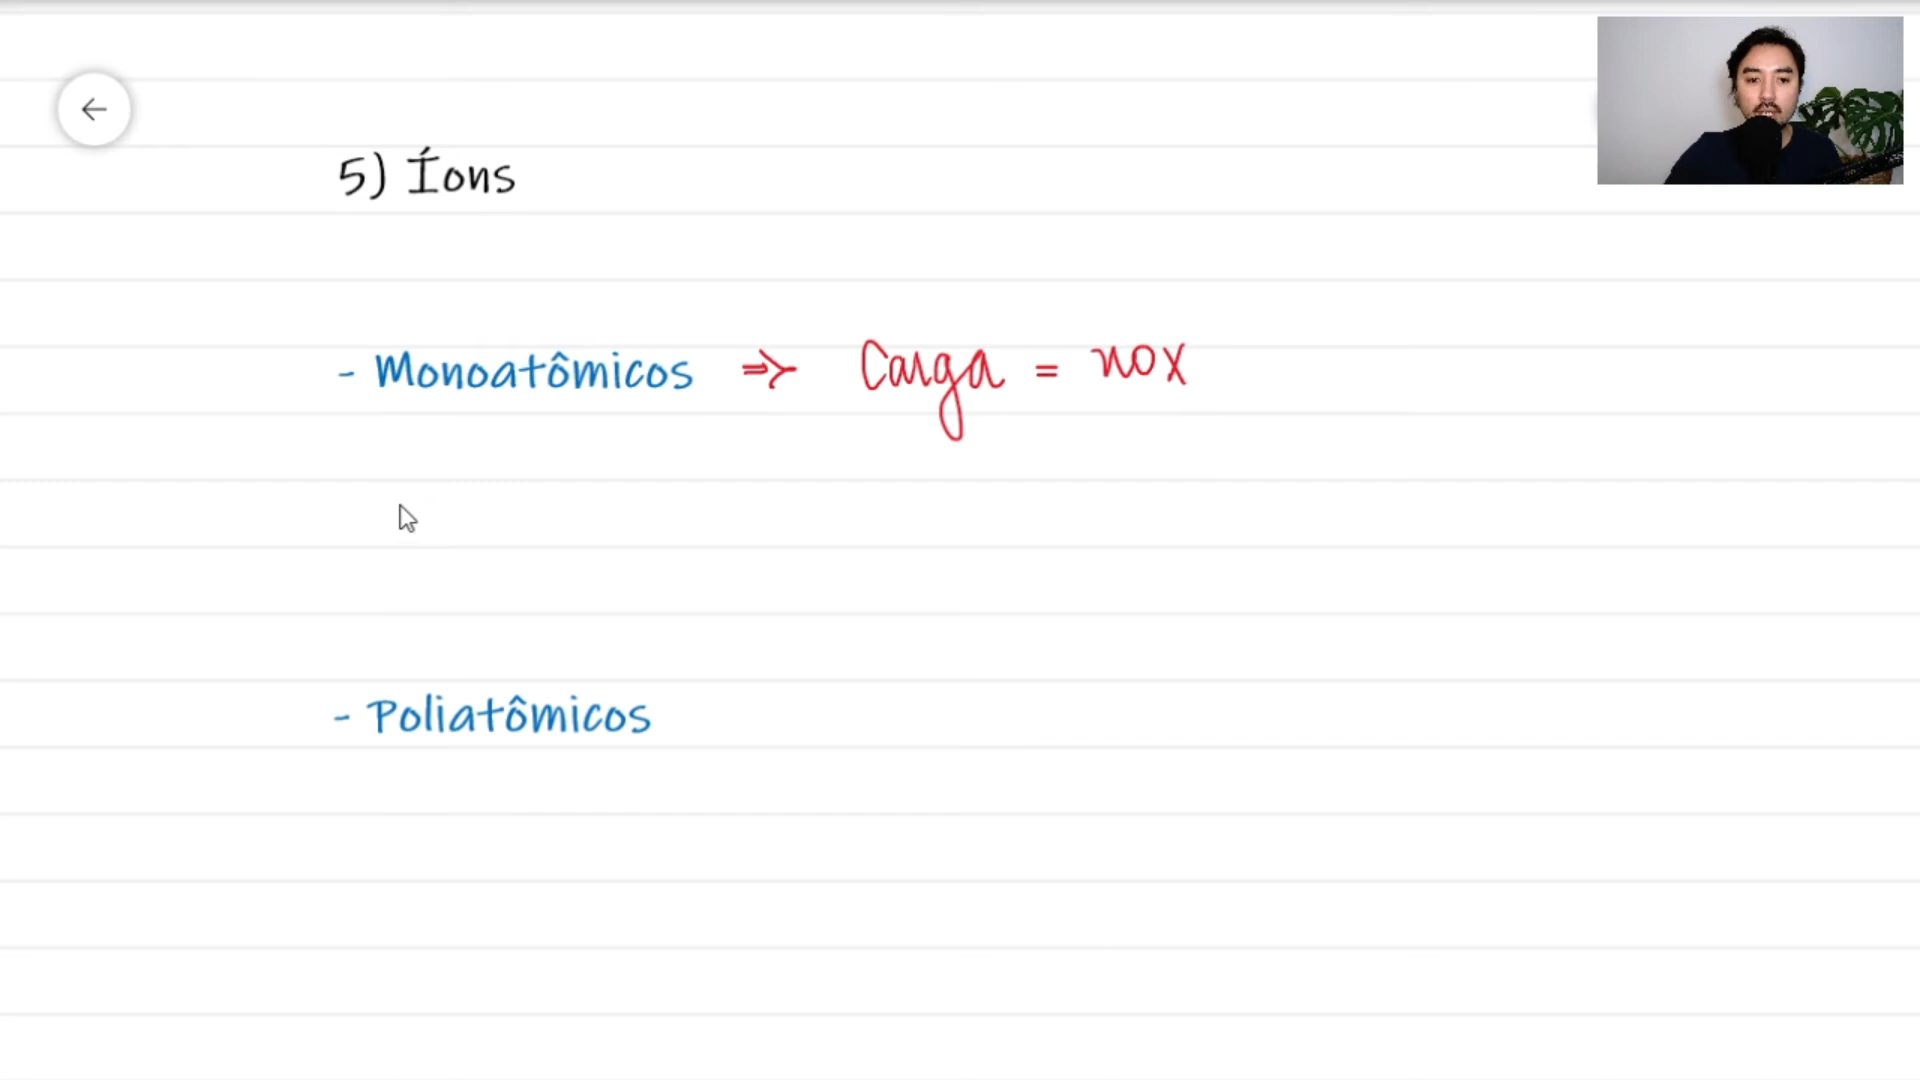 5) Íons
- Monoatômicos ⇒ Carga = nox
- Poliatômicos